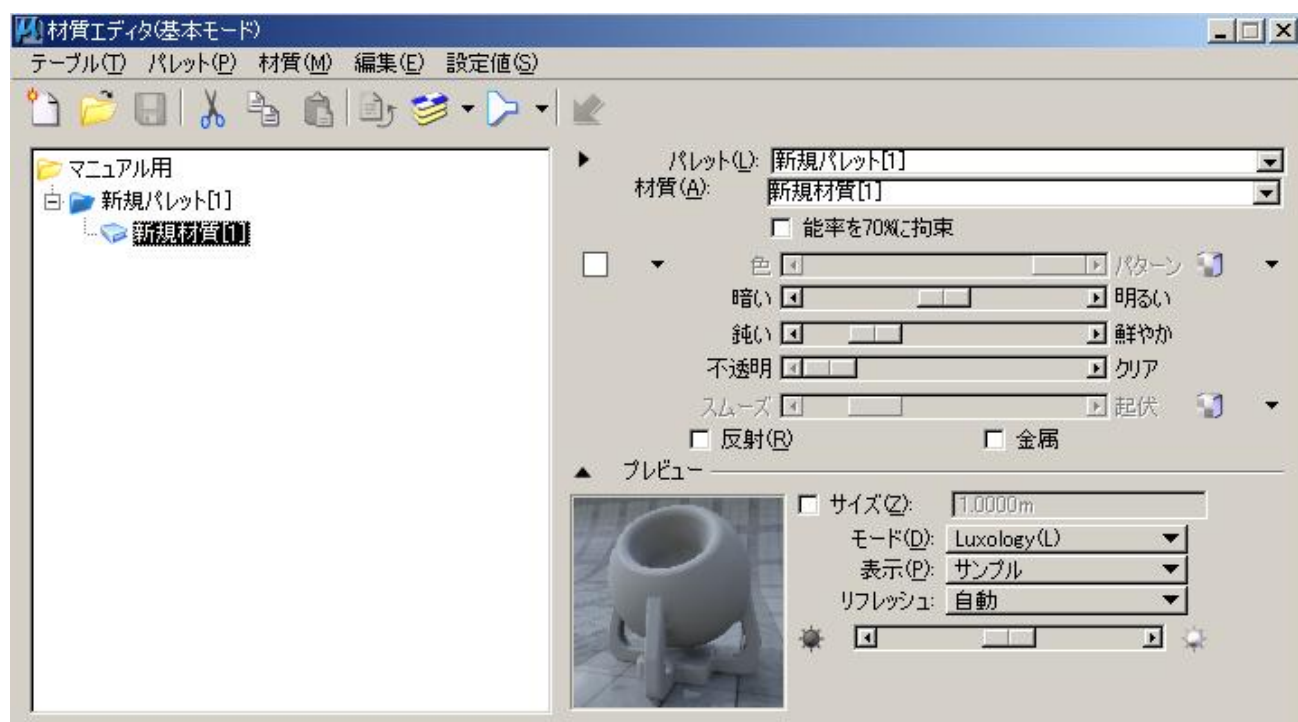 材質エディタ(基本モード)
テーブル(T) パレット(P) 材質(M) 編集(E) 設定値(S)
マニュアル用
新規パレット[1]
新規材質[1]
パレット(L): 新規パレット[1]
材質(A): 新規材質[1]
能率を70%に拘束
色 パターン
暗い 明るい
鈍い 鮮やか
不透明 クリア
スムーズ 起伏
反射(R) 金属
プレビュー
サイズ(Z): 1.0000m
モード(D): Luxology(L)
表示(P): サンプル
リフレッシュ: 自動